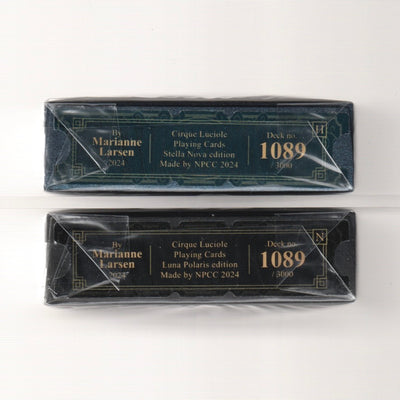 By
Marianne
Larsen
2024
Cirque Luciole
Playing Cards
Stella Nova edition
Made by NPCC 2024
Deck no.
1089
/ 3000
H
By
Marianne
Larsen
2024
Cirque Luciole
Playing Cards
Luna Polaris edition
Made by NPCC 2024
Deck no.
1089
/ 3000
N